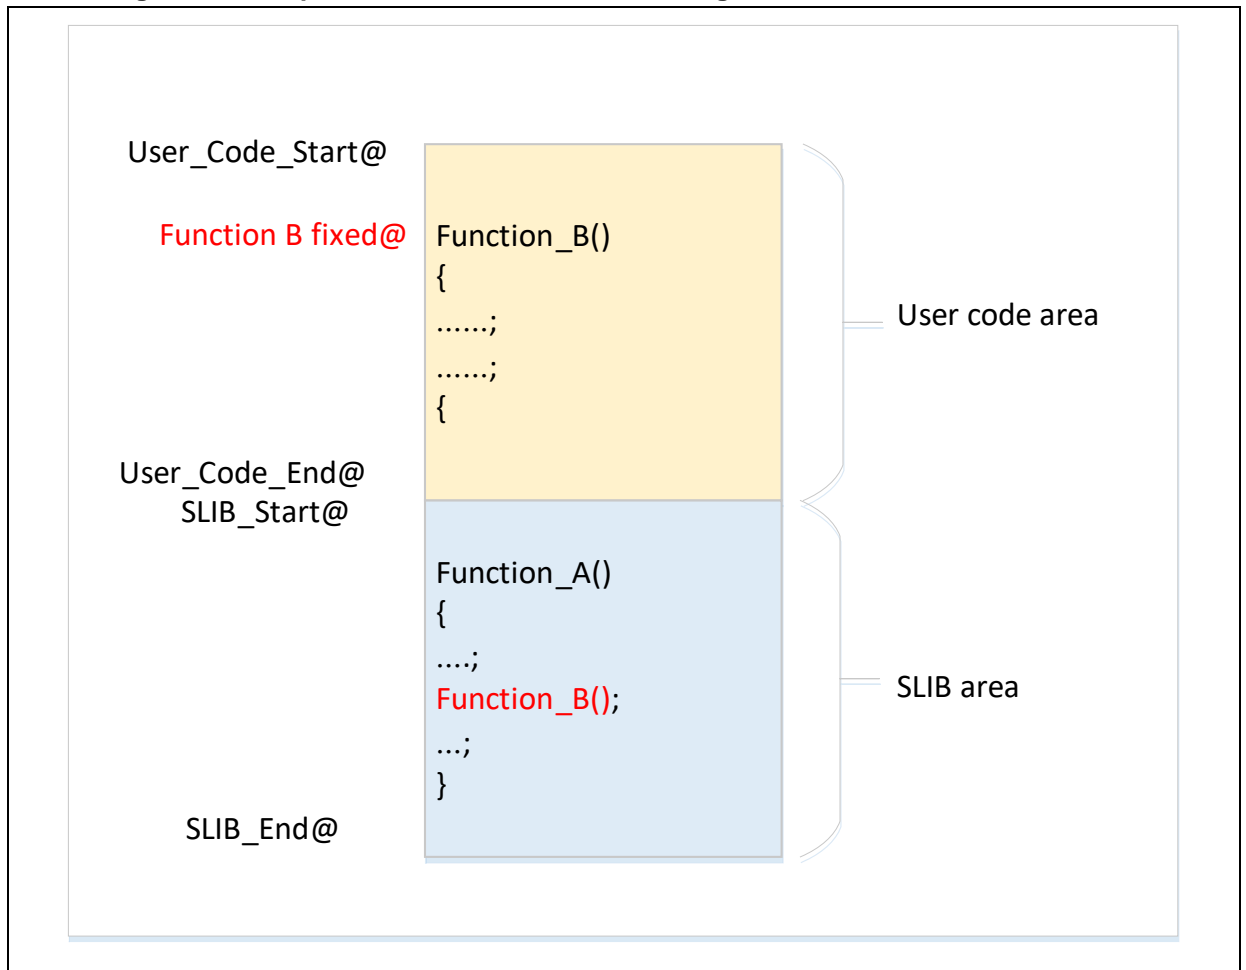 User_Code_Start@
Function B fixed@
Function_B()
{
......;
......;
{
User code area
User_Code_End@
SLIB_Start@
Function_A()
{
....;
Function_B();
...;
}
SLIB area
SLIB_End@